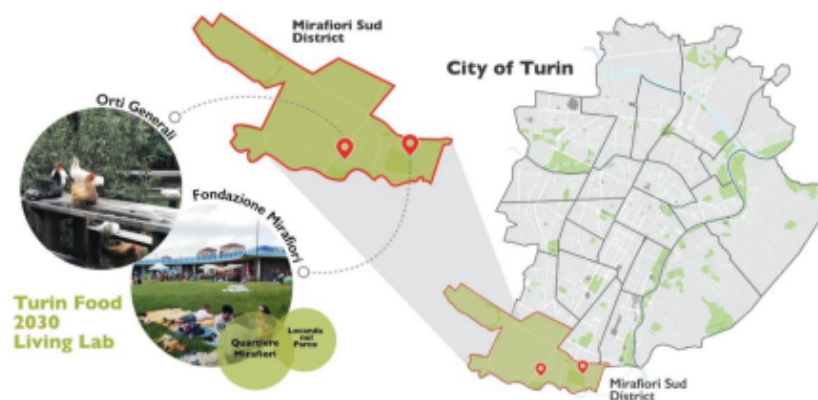 Mirafiori Sud
District
City of Turin
Orti Generali
Fondazione Mirafiori
Turin Food
2030
Living Lab
Quartiere
Mirafiori
Locanda
nel
Parco
Mirafiori Sud
District